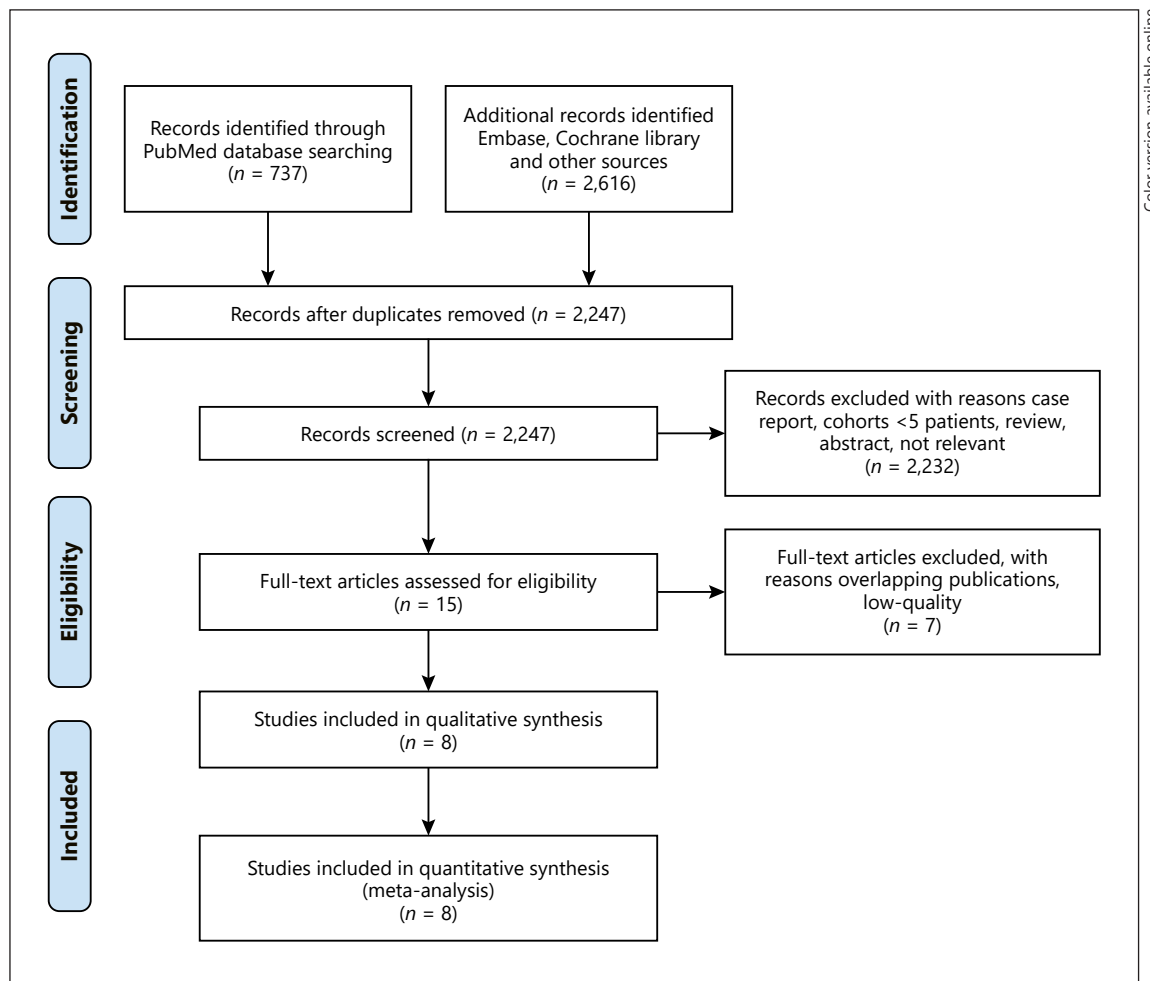 Identification
Records identified through
PubMed database searching
(n = 737)
Additional records identified
Embase, Cochrane library
and other sources
(n = 2,616)
Screening
Records after duplicates removed (n = 2,247)
Records screened (n = 2,247)
Records excluded with reasons case
report, cohorts <5 patients, review,
abstract, not relevant
(n = 2,232)
Eligibility
Full-text articles assessed for eligibility
(n = 15)
Full-text articles excluded, with
reasons overlapping publications,
low-quality
(n = 7)
Included
Studies included in qualitative synthesis
(n = 8)
Studies included in quantitative synthesis
(meta-analysis)
(n = 8)
Color version available online